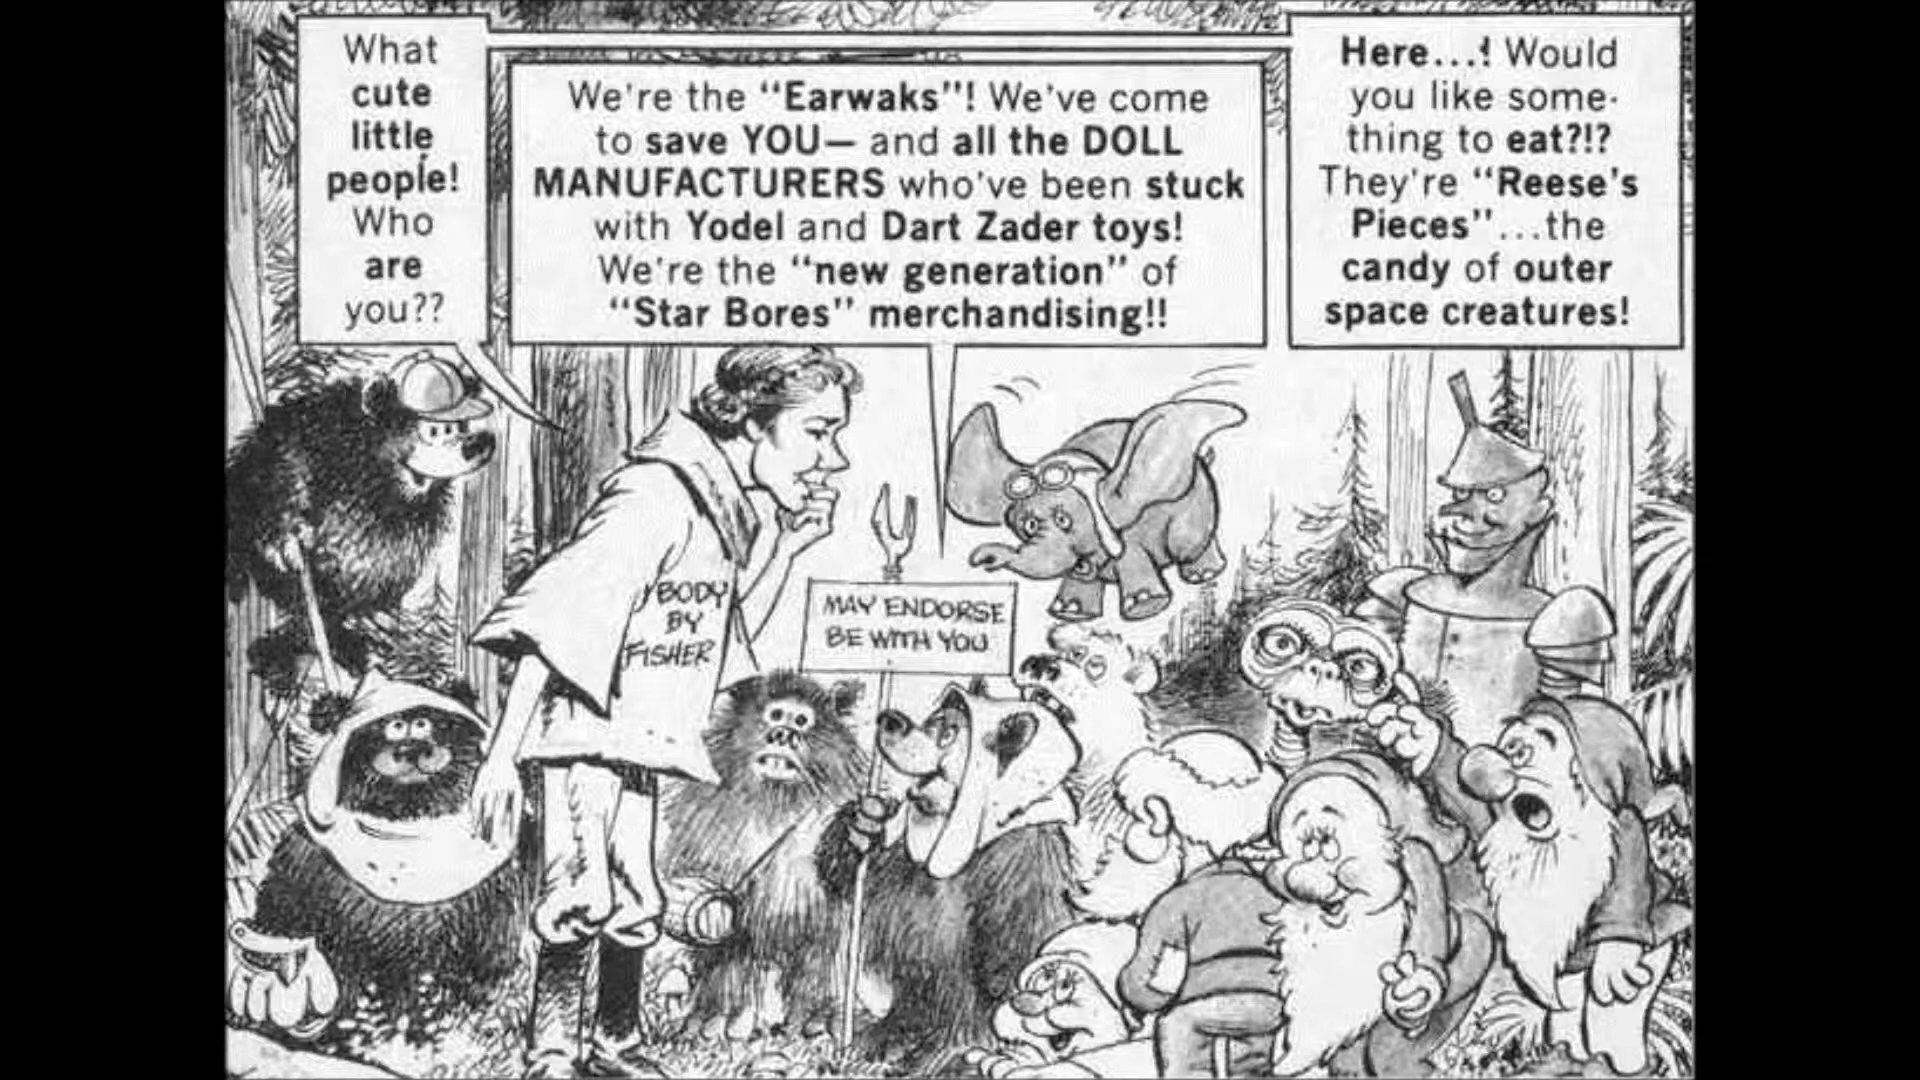 What
cute
little
people!
Who
are
you??
We're the "Earwaks"! We've come
to save YOU— and all the DOLL
MANUFACTURERS who've been stuck
with Yodel and Dart Zader toys!
We're the "new generation" of
"Star Bores" merchandising!!
Here...! Would
you like some-
thing to eat?!?
They're "Reese's
Pieces"...the
candy of outer
space creatures!
BODY
BY
FISHER
MAY ENDORSE
BE WITH YOU